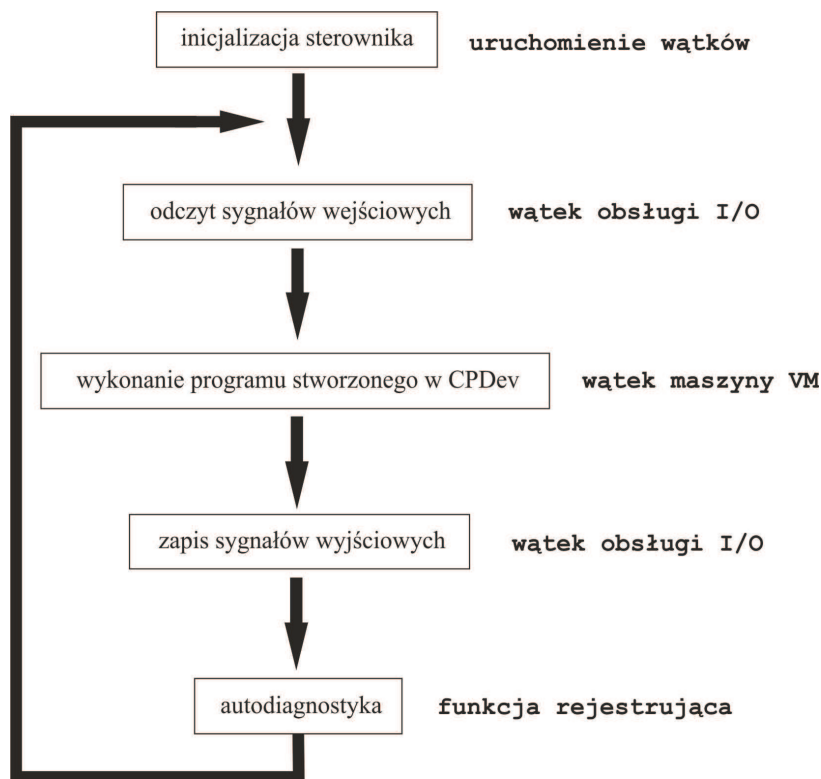 inicjalizacja sterownika
uruchomienie wątków
odczyt sygnałów wejściowych
wątek obsługi I/O
wykonanie programu stworzonego w CPDev
wątek maszyny VM
zapis sygnałów wyjściowych
wątek obsługi I/O
autodiagnostyka
funkcja rejestrująca